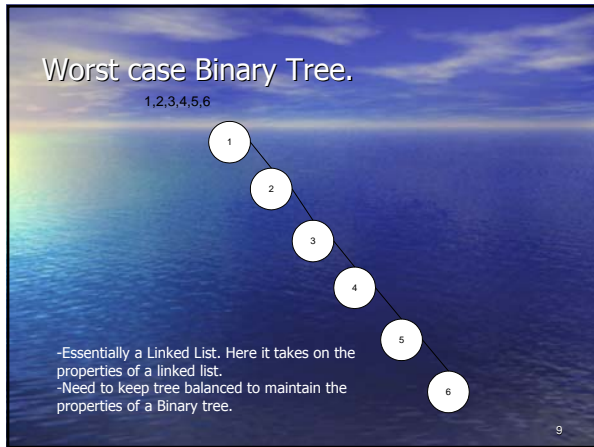 Worst case Binary Tree.
1,2,3,4,5,6
1
2
3
4
5
6
-Essentially a Linked List. Here it takes on the
properties of a linked list.
-Need to keep tree balanced to maintain the
properties of a Binary tree.
9